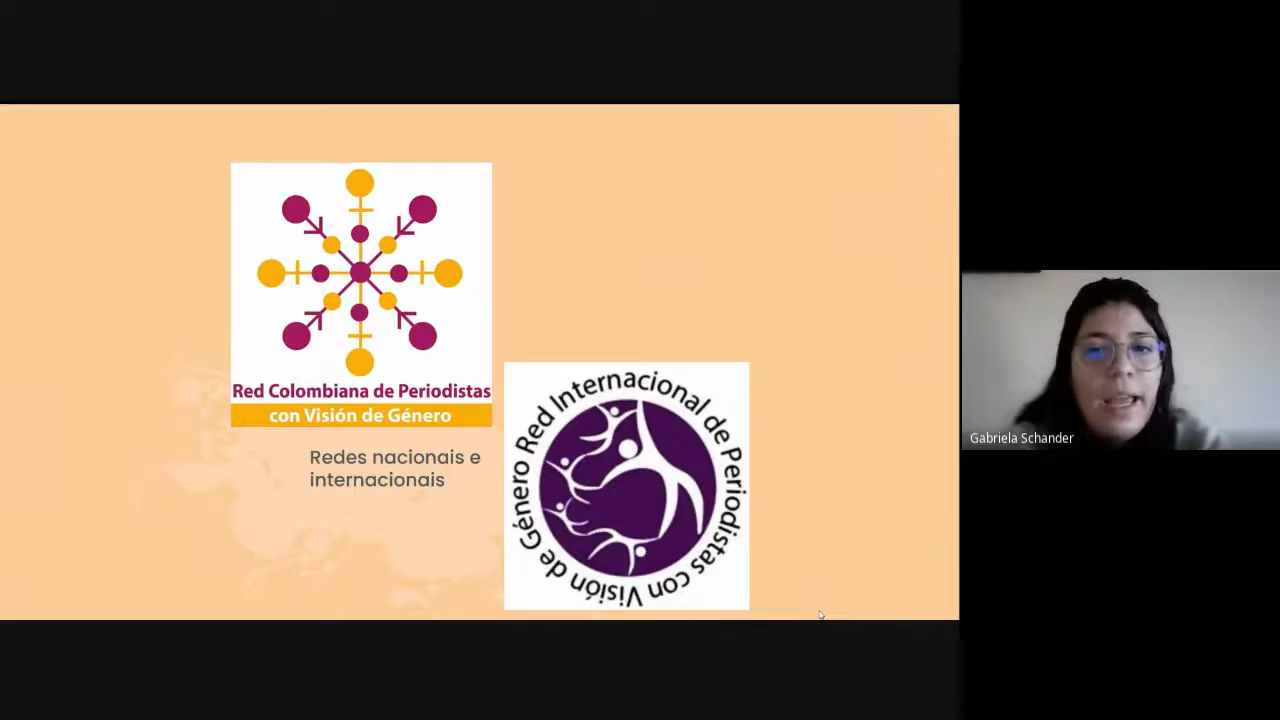 Red Colombiana de Periodistas
con Visión de Género
Redes nacionais e
internacionais
Red Internacional de Periodistas con Visión de Género
Gabriela Schander